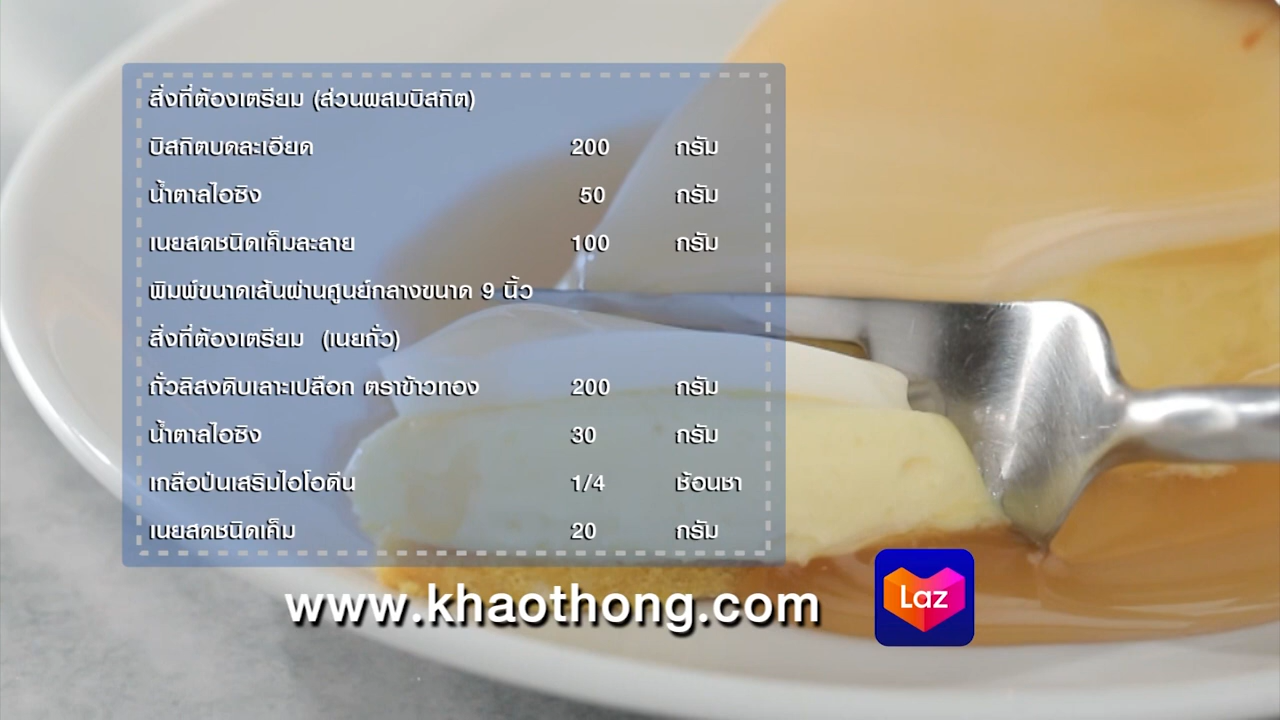 สิ่งที่ต้องเตรียม (ส่วนผสมบิสกิต)
บิสกิตบดละเอียด 200 กรัม
น้ำตาลไอซิง 50 กรัม
เนยสดชนิดเค็มละลาย 100 กรัม
พิมพ์ขนาดเส้นผ่านศูนย์กลางขนาด 9 นิ้ว
สิ่งที่ต้องเตรียม (เนยถั่ว)
ถั่วลิสงดิบเลาะเปลือก ตราข้าวทอง 200 กรัม
น้ำตาลไอซิง 30 กรัม
เกลือป่นเสริมไอโอดีน 1/4 ช้อนชา
เนยสดชนิดเค็ม 20 กรัม
www.khaothong.com
Laz